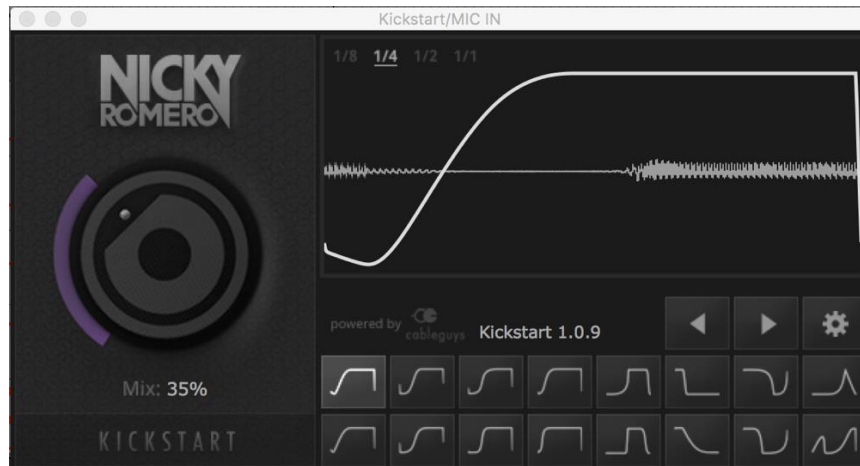 Kickstart/MIC IN
NICKY
ROMERO
1/8 1/4 1/2 1/1
powered by cableguys Kickstart 1.0.9
Mix: 35%
KICKSTART